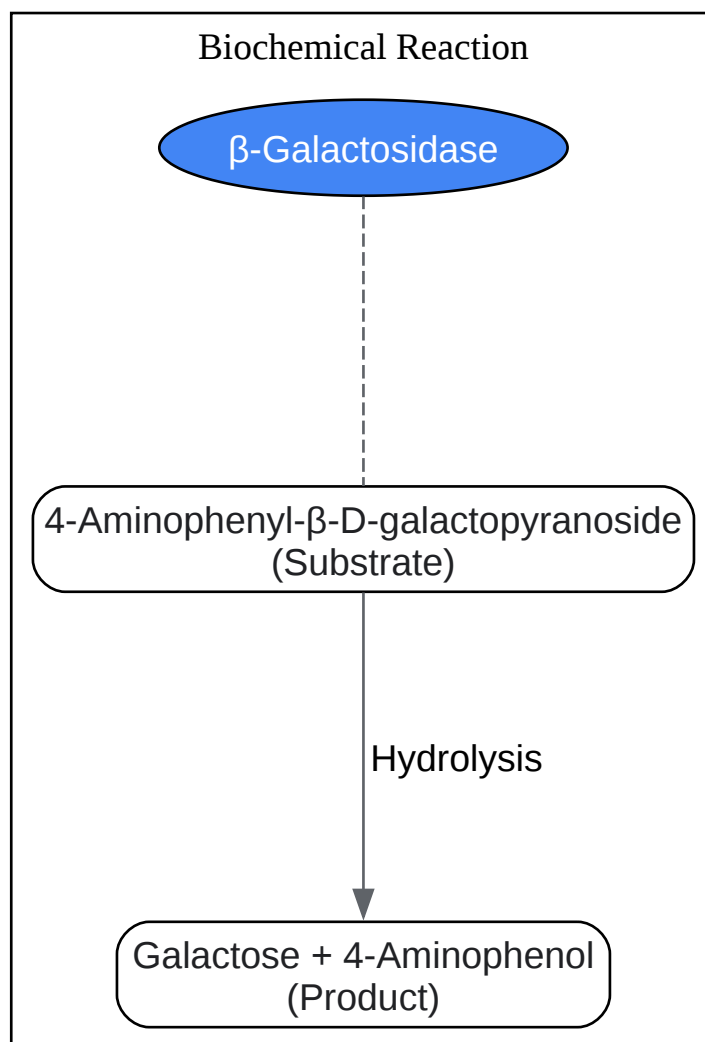 Biochemical Reaction
β-Galactosidase
4-Aminophenyl-β-D-galactopyranoside
(Substrate)
Hydrolysis
Galactose + 4-Aminophenol
(Product)